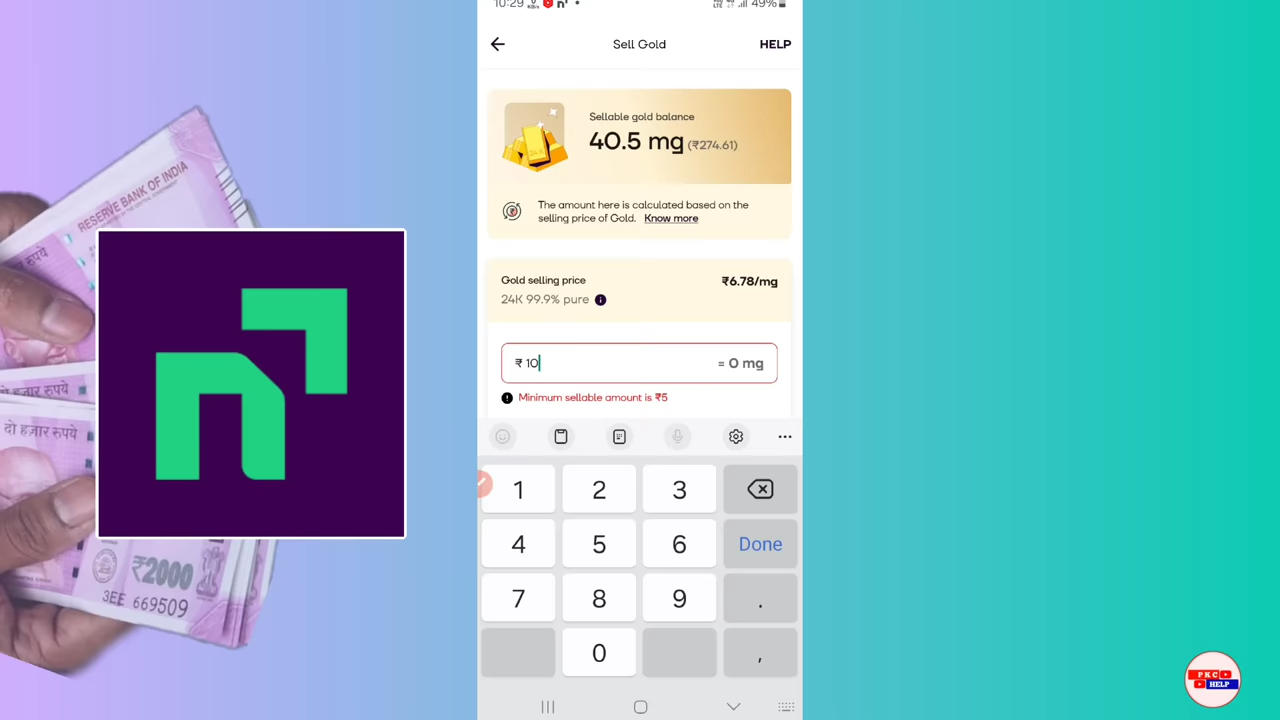 10:29
49%
Sell Gold
HELP
Sellable gold balance
40.5 mg (₹274.61)
The amount here is calculated based on the
selling price of Gold. Know more
Gold selling price
₹6.78/mg
24K 99.9% pure
₹ 10
= 0 mg
Minimum sellable amount is ₹5
1 2 3
4 5 6 Done
7 8 9 .
0 ,
RESERVE BANK OF INDIA
रुपये
दो हज़ार रुपये
₹2000
3EE 669509
n
PKC
HELP